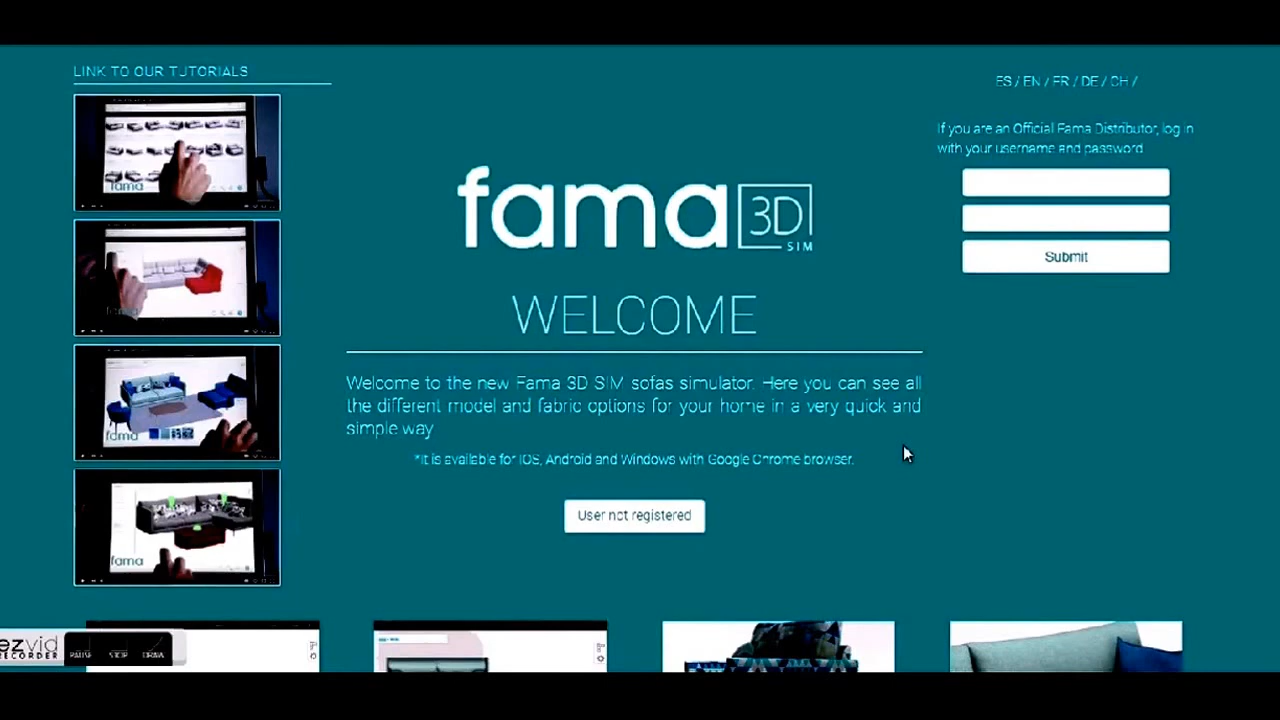 LINK TO OUR TUTORIALS
ES / EN / FR / DE / CH /
If you are an Official Fama Distributor, log in
with your username and password
Submit
fama 3D
SIM
WELCOME
Welcome to the new Fama 3D SIM sofas simulator. Here you can see all
the different model and fabric options for your home in a very quick and
simple way
*It is available for IOS, Android and Windows with Google Chrome browser.
User not registered
fama
fama
fama
fama
ezvid
RECORDER
PAUSE STOP DRAW